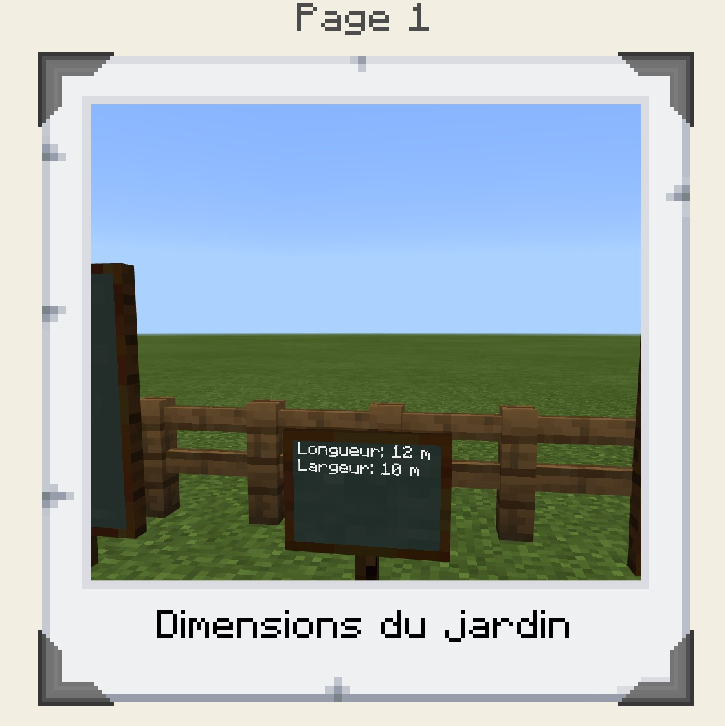 Page 1
Longueur: 12 m
Largeur: 10 m
Dimensions du jardin